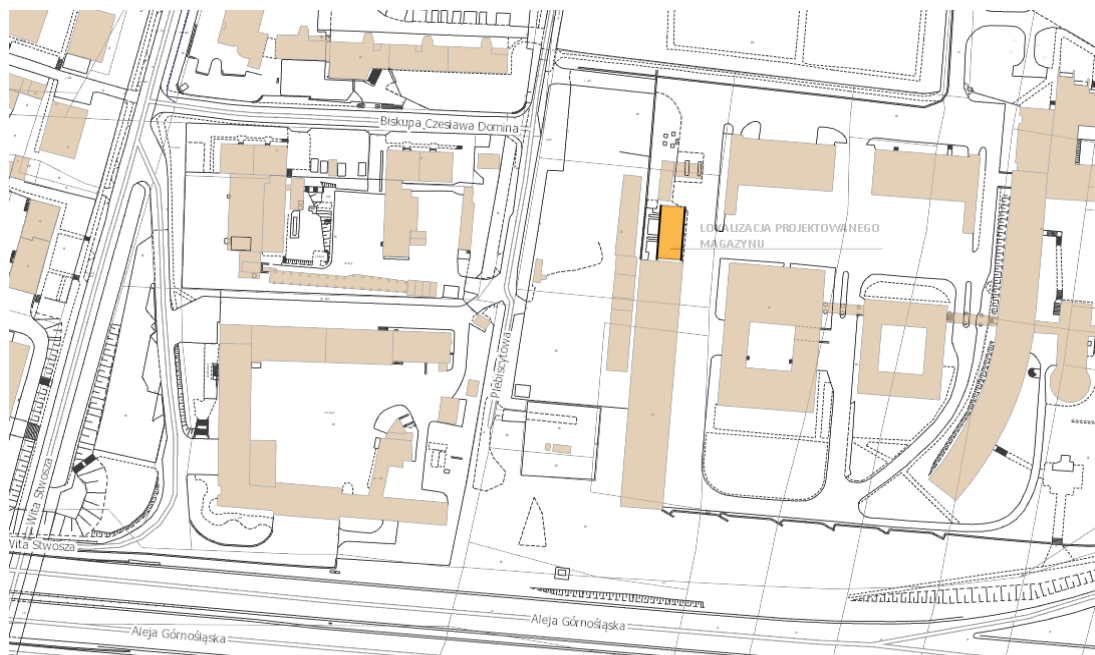 Biskupa Czesława Domina
LOKALIZACJA PROJEKTOWANEGO
MAGAZYNU
Plebiscytowa
Wita Stwosza
Wita Stwosza
Aleja Górnośląska
Aleja Górnośląska